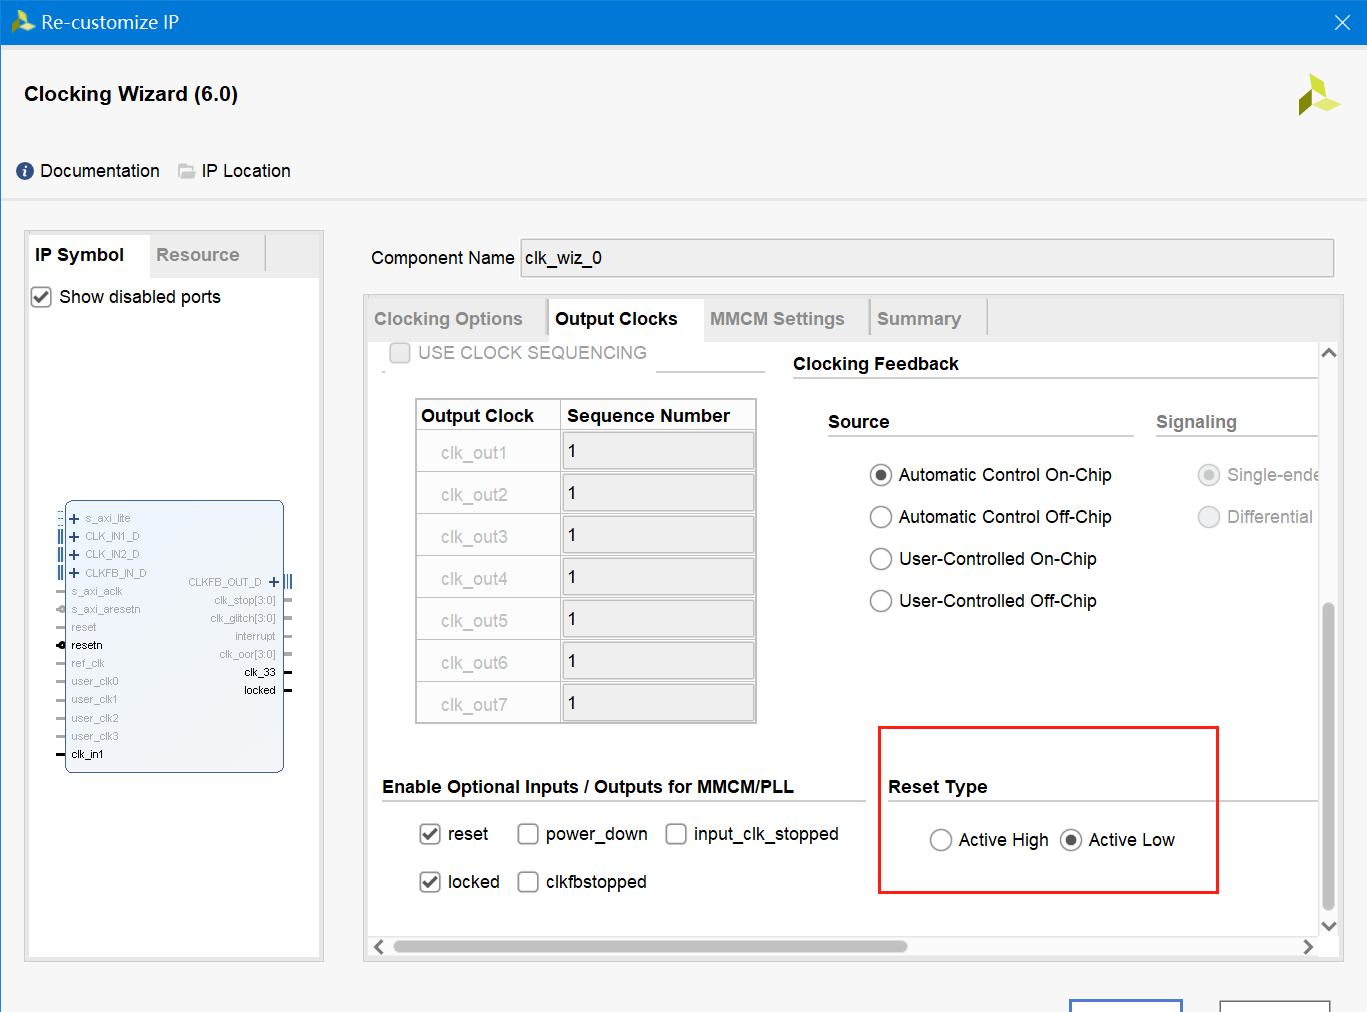 Re-customize IP
Clocking Wizard (6.0)
Documentation IP Location
IP Symbol Resource
Show disabled ports
s_axi_lite
CLK_IN1_D
CLK_IN2_D
CLKFB_IN_D
s_axi_aclk
s_axi_aresetn
reset
resetn
ref_clk
user_clk0
user_clk1
user_clk2
user_clk3
clk_in1
CLKFB_OUT_D
clk_stop[3:0]
clk_glitch[3:0]
interrupt
clk_oor[3:0]
clk_33
locked
Component Name clk_wiz_0
Clocking Options Output Clocks MMCM Settings Summary
USE CLOCK SEQUENCING
Output Clock Sequence Number
clk_out1 1
clk_out2 1
clk_out3 1
clk_out4 1
clk_out5 1
clk_out6 1
clk_out7 1
Clocking Feedback
Source Signaling
Automatic Control On-Chip Single-ende
Automatic Control Off-Chip Differential
User-Controlled On-Chip
User-Controlled Off-Chip
Enable Optional Inputs / Outputs for MMCM/PLL
reset power_down input_clk_stopped
locked clkfbstopped
Reset Type
Active High Active Low